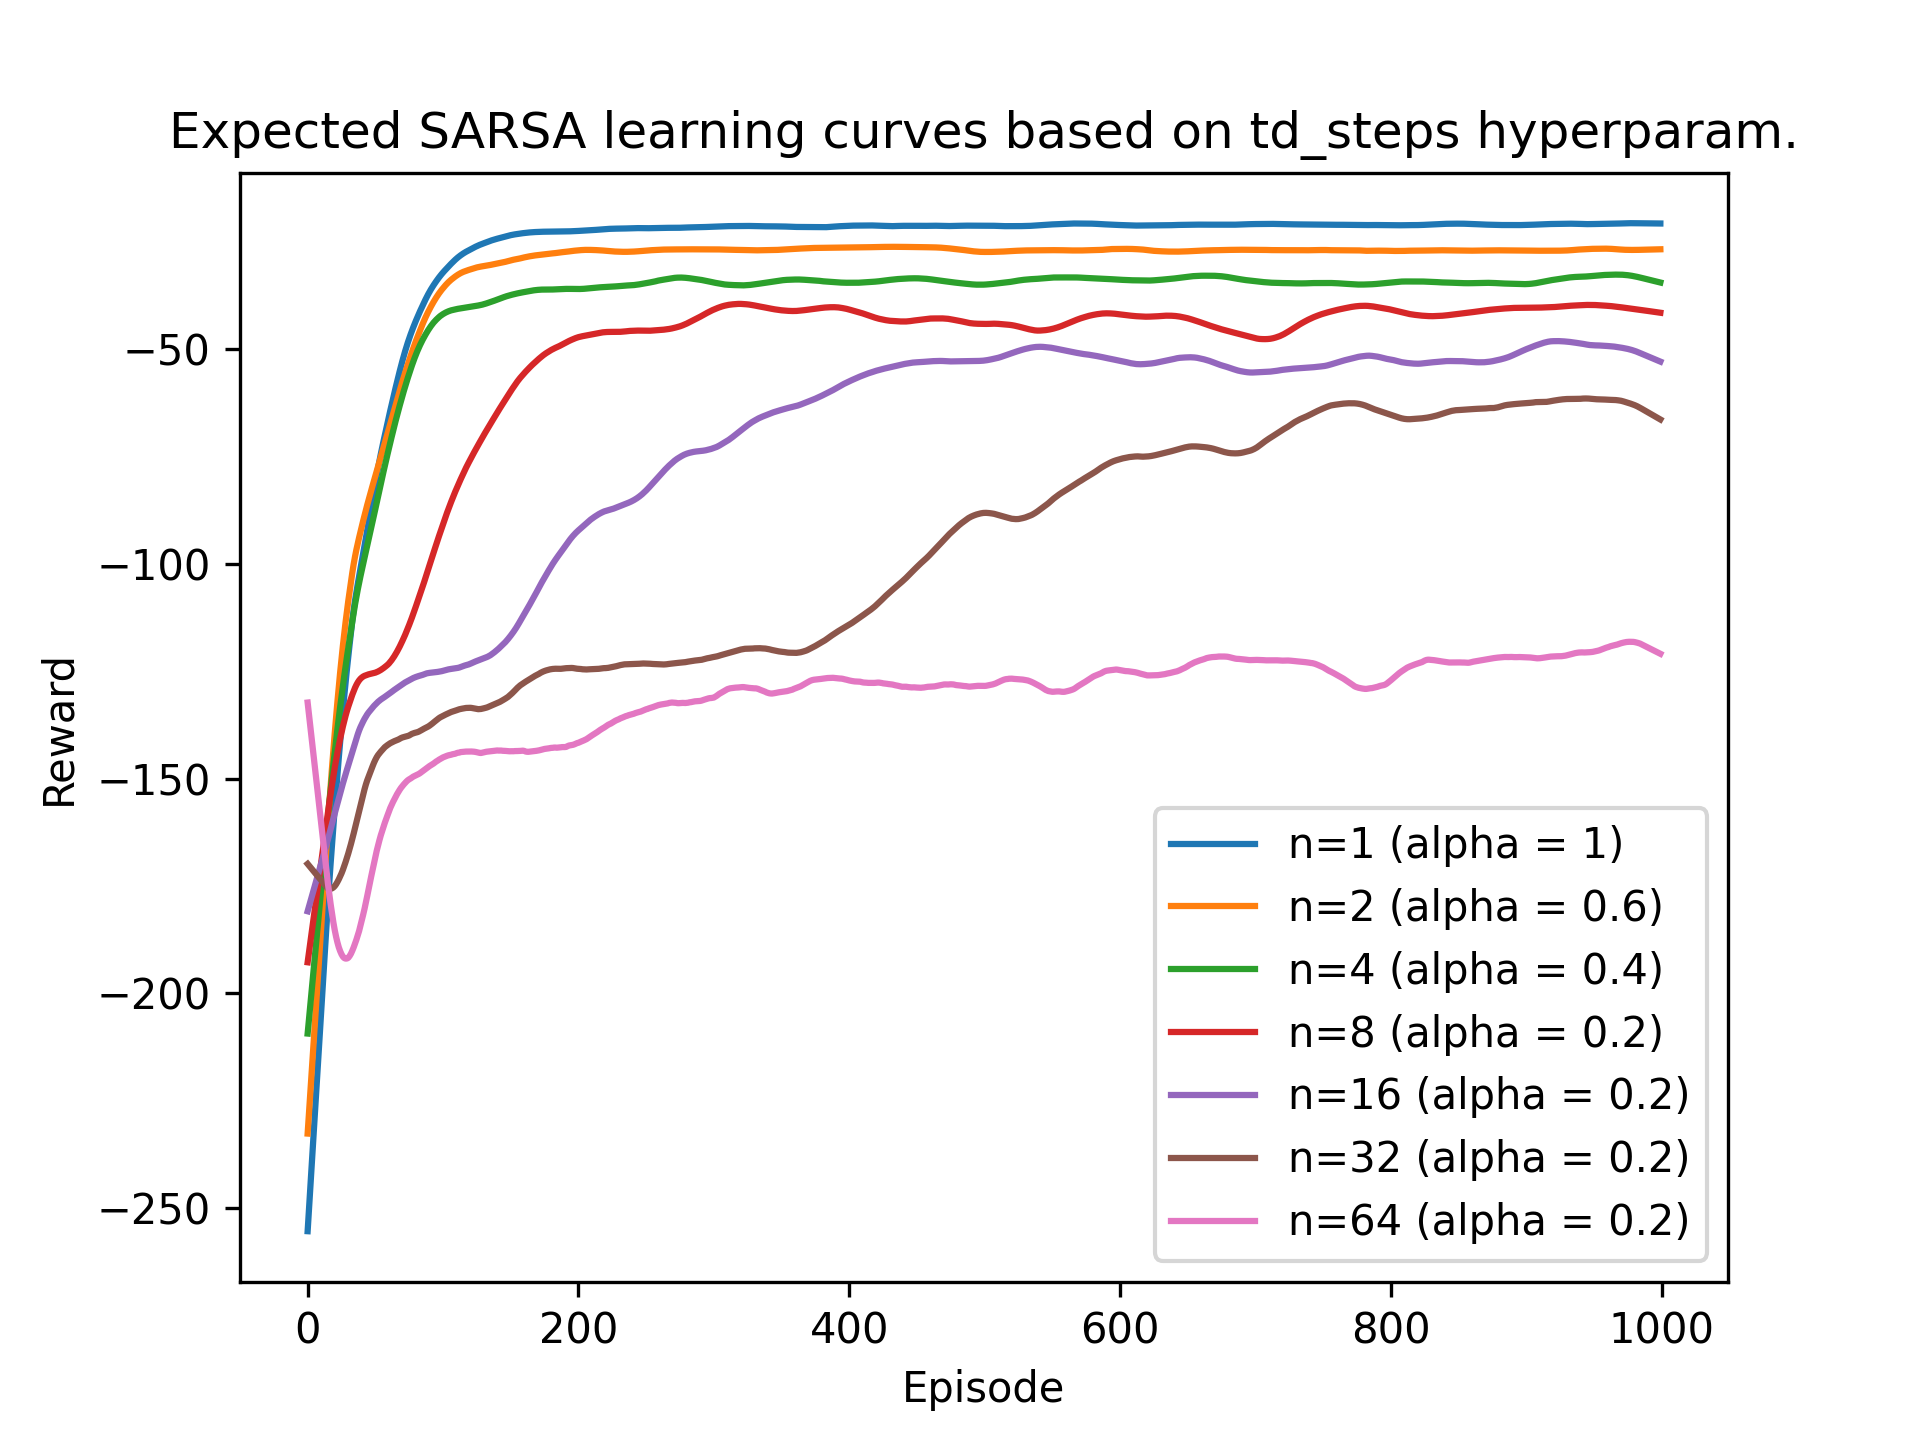 Expected SARSA learning curves based on td_steps hyperparam.
Reward
−50
−100
−150
−200
−250
n=1 (alpha = 1)
n=2 (alpha = 0.6)
n=4 (alpha = 0.4)
n=8 (alpha = 0.2)
n=16 (alpha = 0.2)
n=32 (alpha = 0.2)
n=64 (alpha = 0.2)
0 200 400 600 800 1000
Episode